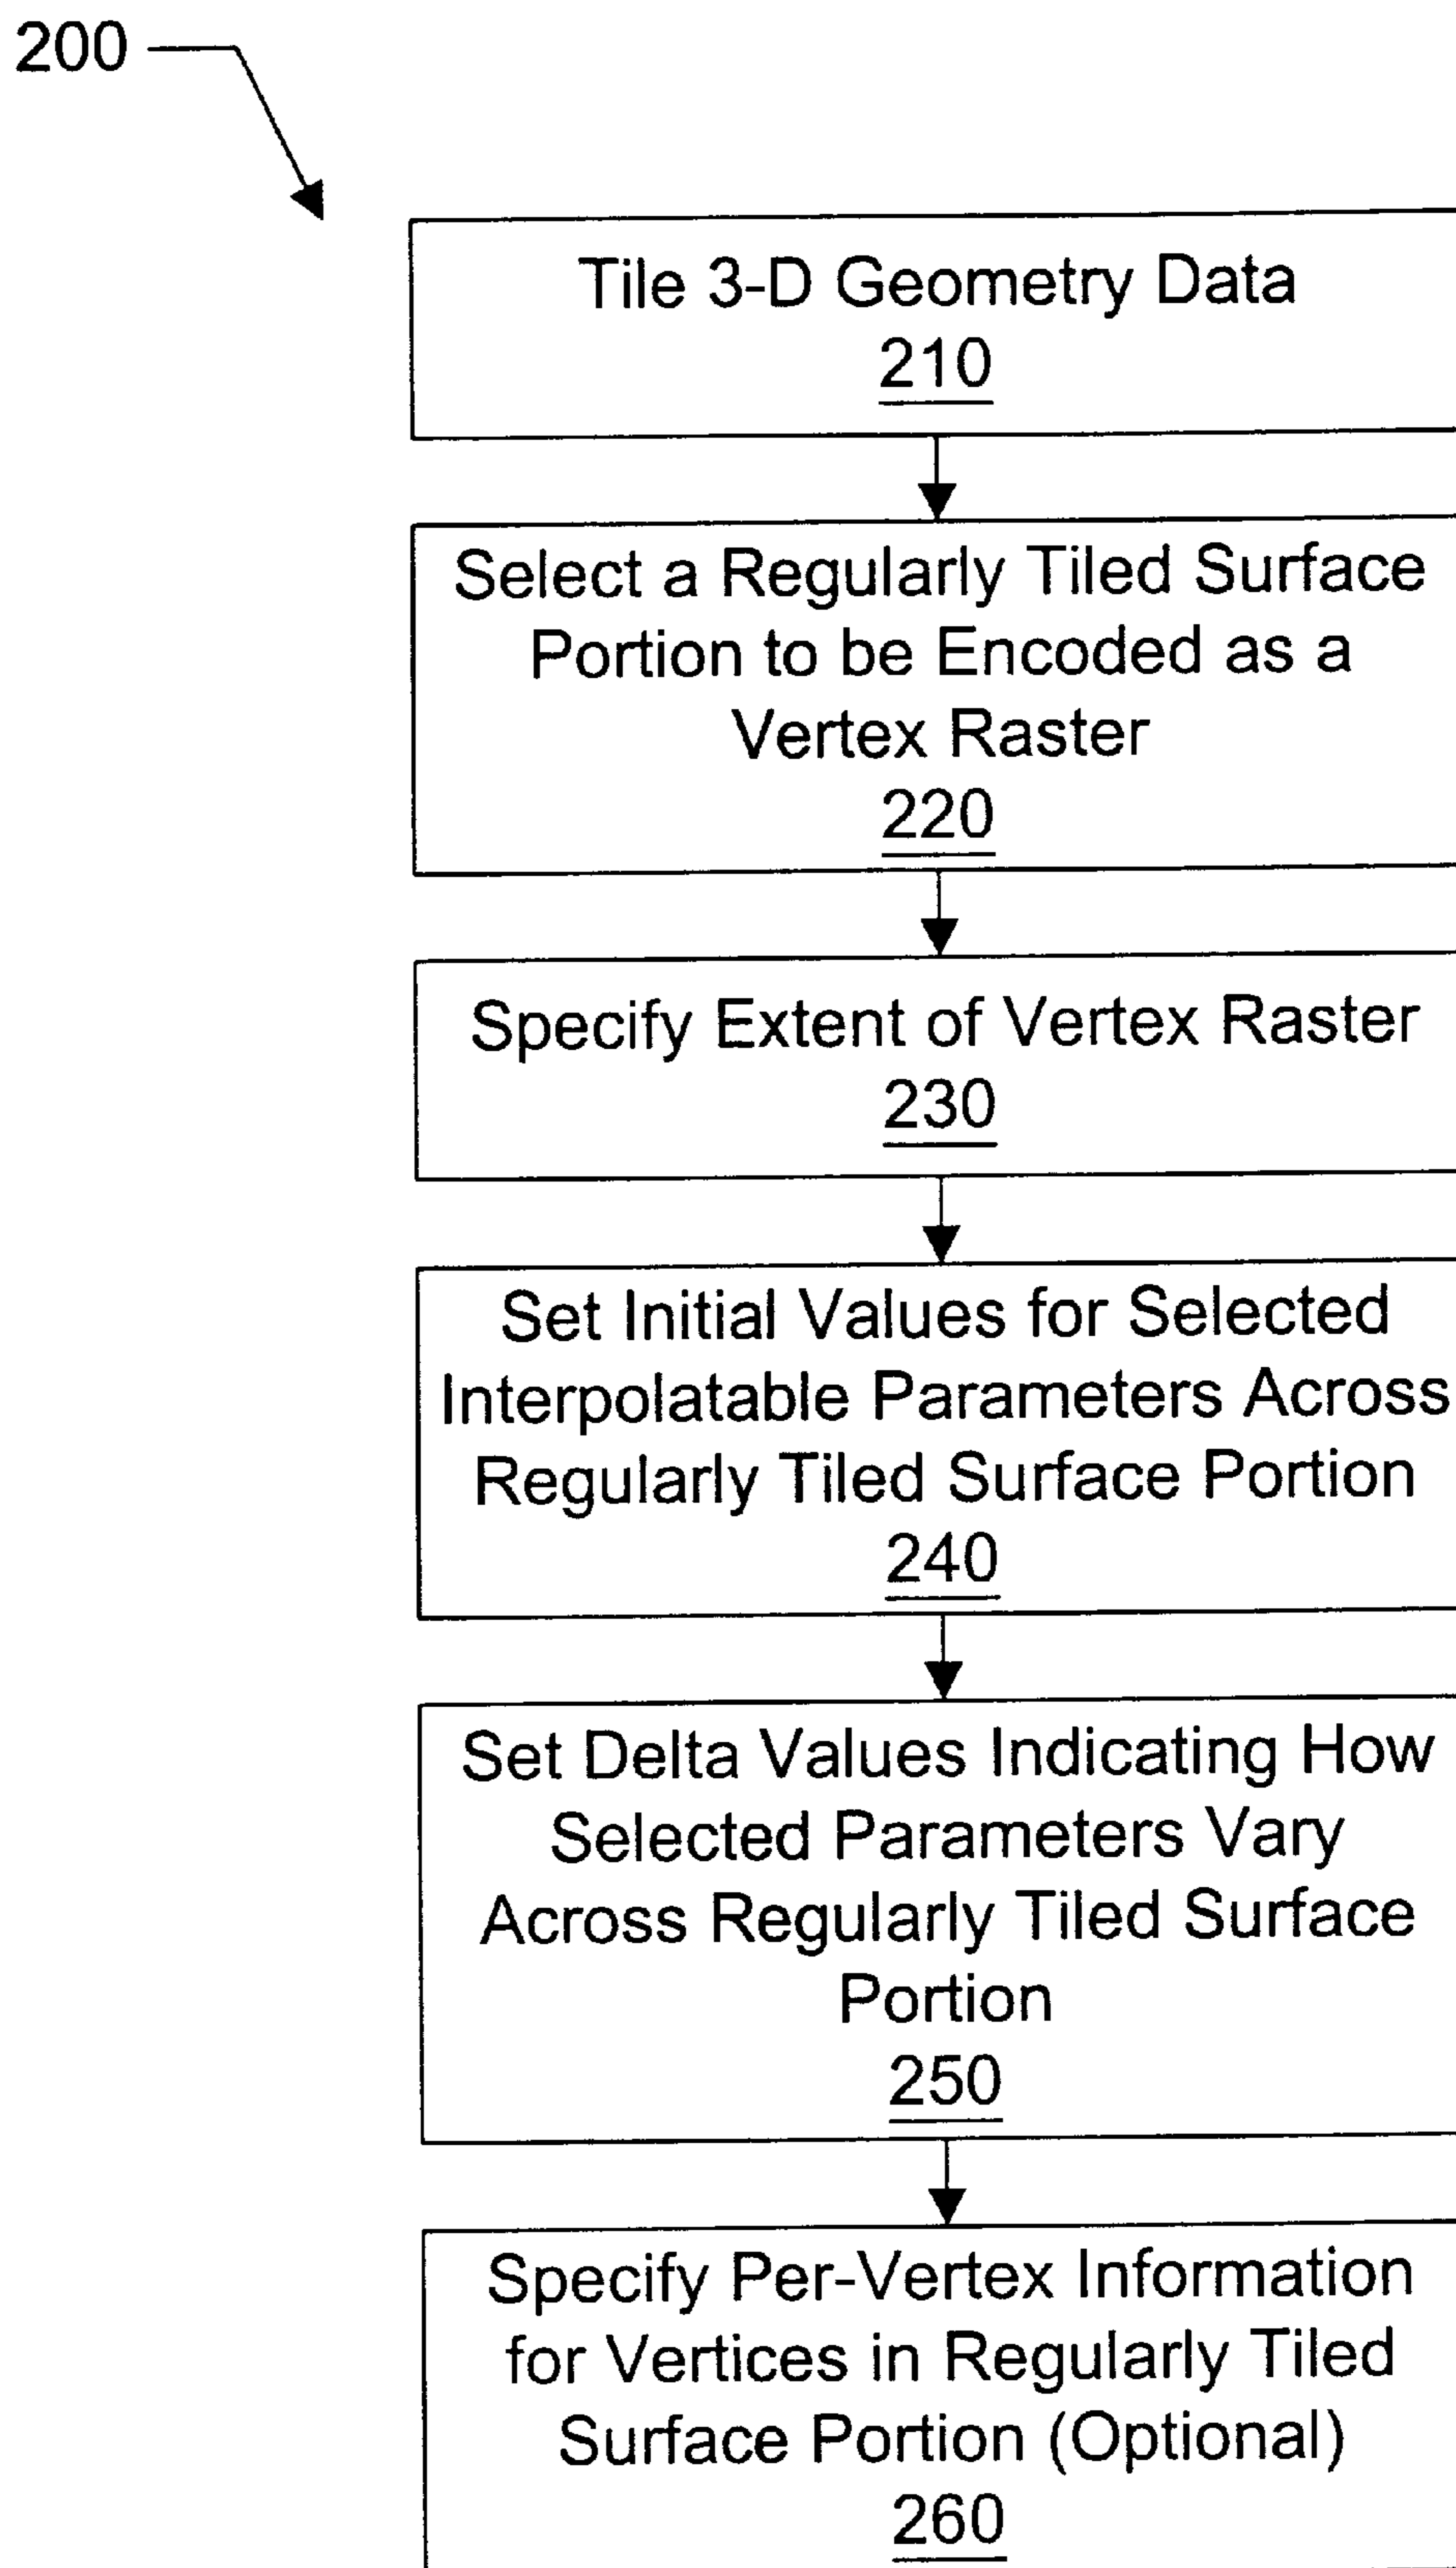 200
Tile 3-D Geometry Data
210
Select a Regularly Tiled Surface
Portion to be Encoded as a
Vertex Raster
220
Specify Extent of Vertex Raster
230
Set Initial Values for Selected
Interpolatable Parameters Across
Regularly Tiled Surface Portion
240
Set Delta Values Indicating How
Selected Parameters Vary
Across Regularly Tiled Surface
Portion
250
Specify Per-Vertex Information
for Vertices in Regularly Tiled
Surface Portion (Optional)
260